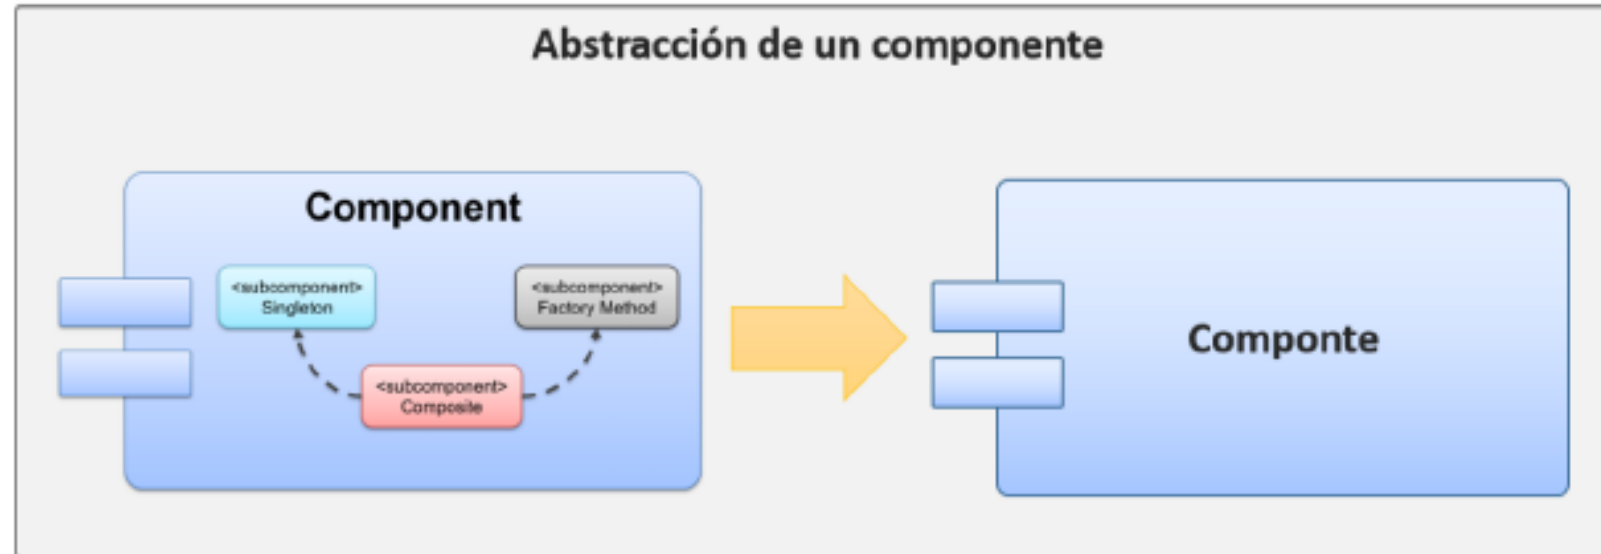 Abstracción de un componente
Component
<subcomponent>
Singleton
<subcomponent>
Factory Method
<subcomponent>
Composite
Componte